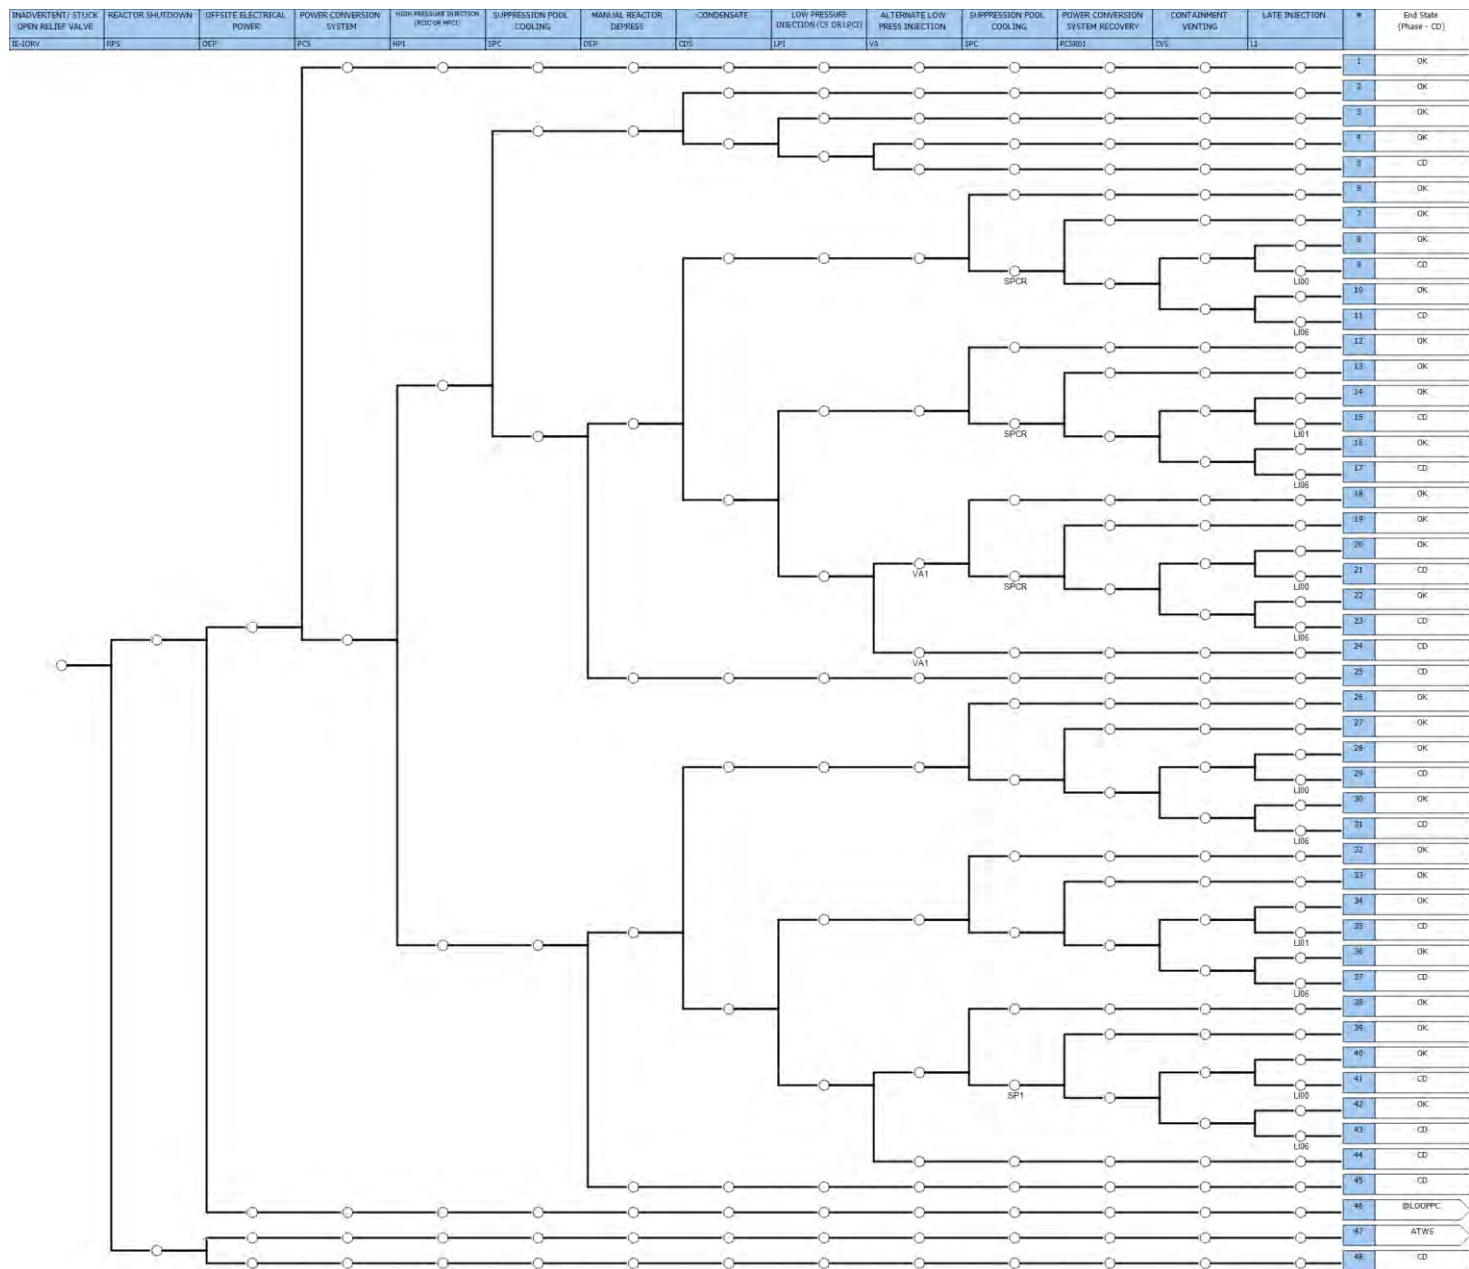 INADVERTENT/ STUCK OPEN RELIEF VALVE
REACTOR SHUTDOWN
OFFSITE ELECTRICAL POWER
POWER CONVERSION SYSTEM
HIGH PRESSURE INJECTION (RCIC OR HPCI)
SUPPRESSION POOL COOLING
MANUAL REACTOR DEPRESS
CONDENSATE
LOW PRESSURE INJECTION (CS OR LPCI)
ALTERNATE LOW PRESS INJECTION
SUPPRESSION POOL COOLING
POWER CONVERSION SYSTEM RECOVERY
CONTAINMENT VENTING
LATE INJECTION
#
End State (Phase - CD)
IE-IORV
RPS
OEP
PCS
HPI
SPC
DEP
CDS
LPI
VA
SPC
PCSR01
CVS
LI
1 OK
2 OK
3 OK
4 OK
5 CD
6 OK
7 OK
8 OK
SPCR 9 CD
LI00
10 OK
11 CD
LI06
12 OK
13 OK
14 OK
SPCR 15 CD
LI01
16 OK
17 CD
LI06
18 OK
19 OK
20 OK
VA1 SPCR 21 CD
LI00
22 OK
23 CD
LI06
24 CD
VA1
25 CD
26 OK
27 OK
28 OK
29 CD
LI00
30 OK
31 CD
LI06
32 OK
33 OK
34 OK
35 CD
LI01
36 OK
37 CD
LI06
38 OK
39 OK
40 OK
41 CD
SP1 LI00
42 OK
43 CD
LI06
44 CD
45 CD
46 @LOOPPC
47 ATWS
48 CD